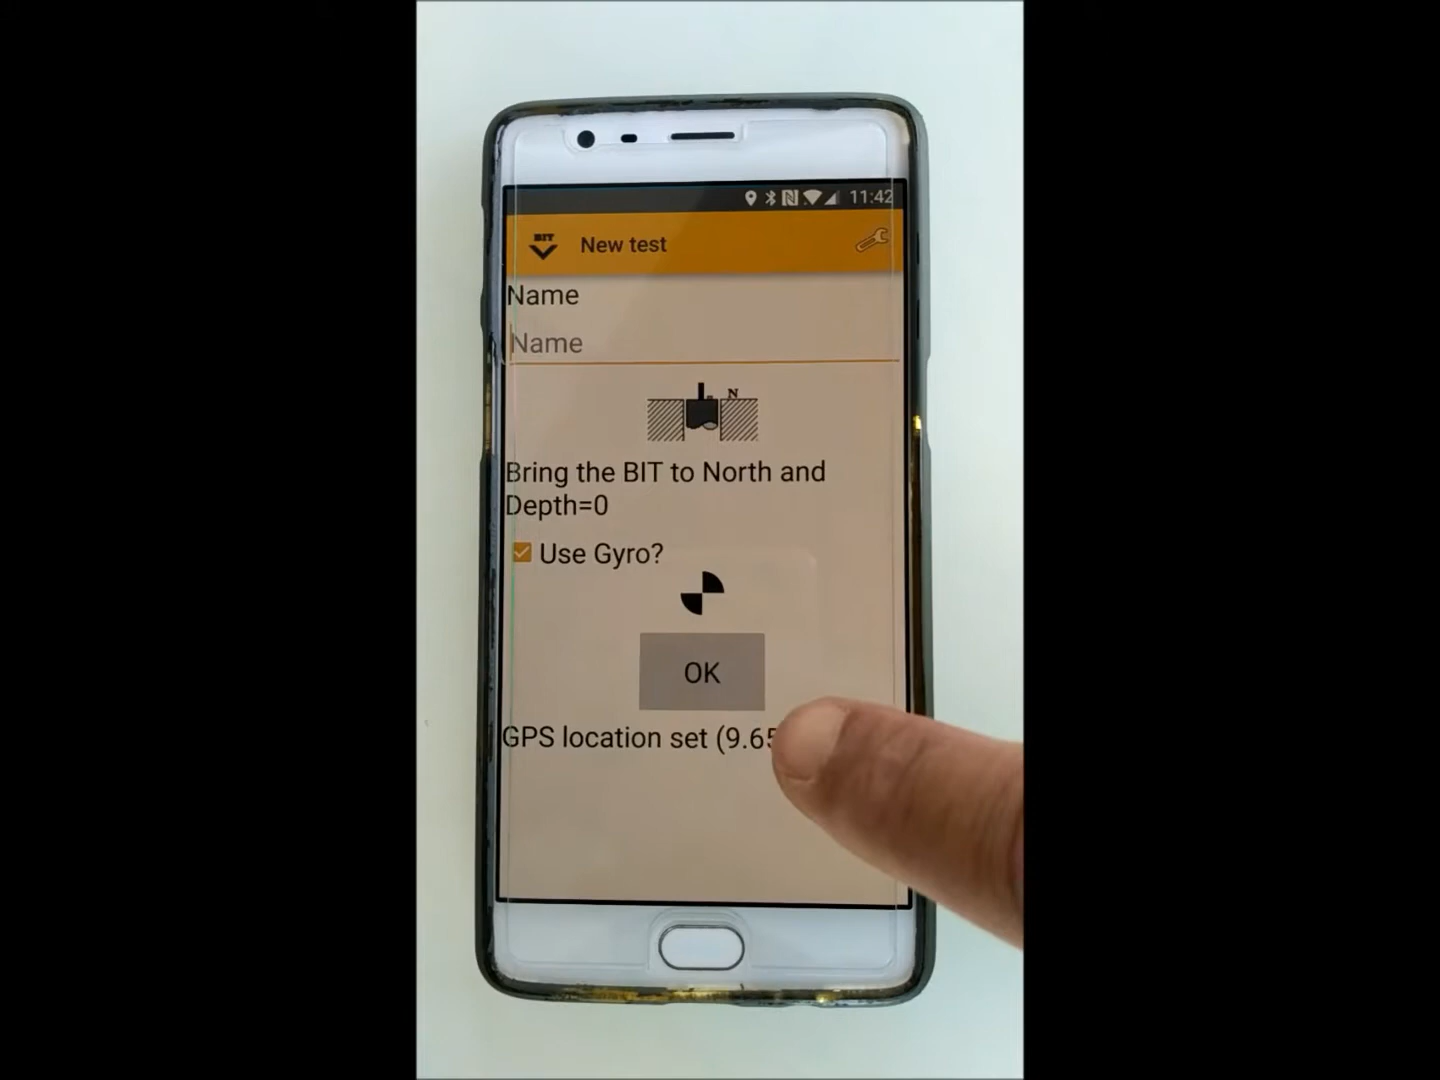 11:42
BIT New test
Name
Name
N
Bring the BIT to North and
Depth=0
Use Gyro?
OK
GPS location set (9.65